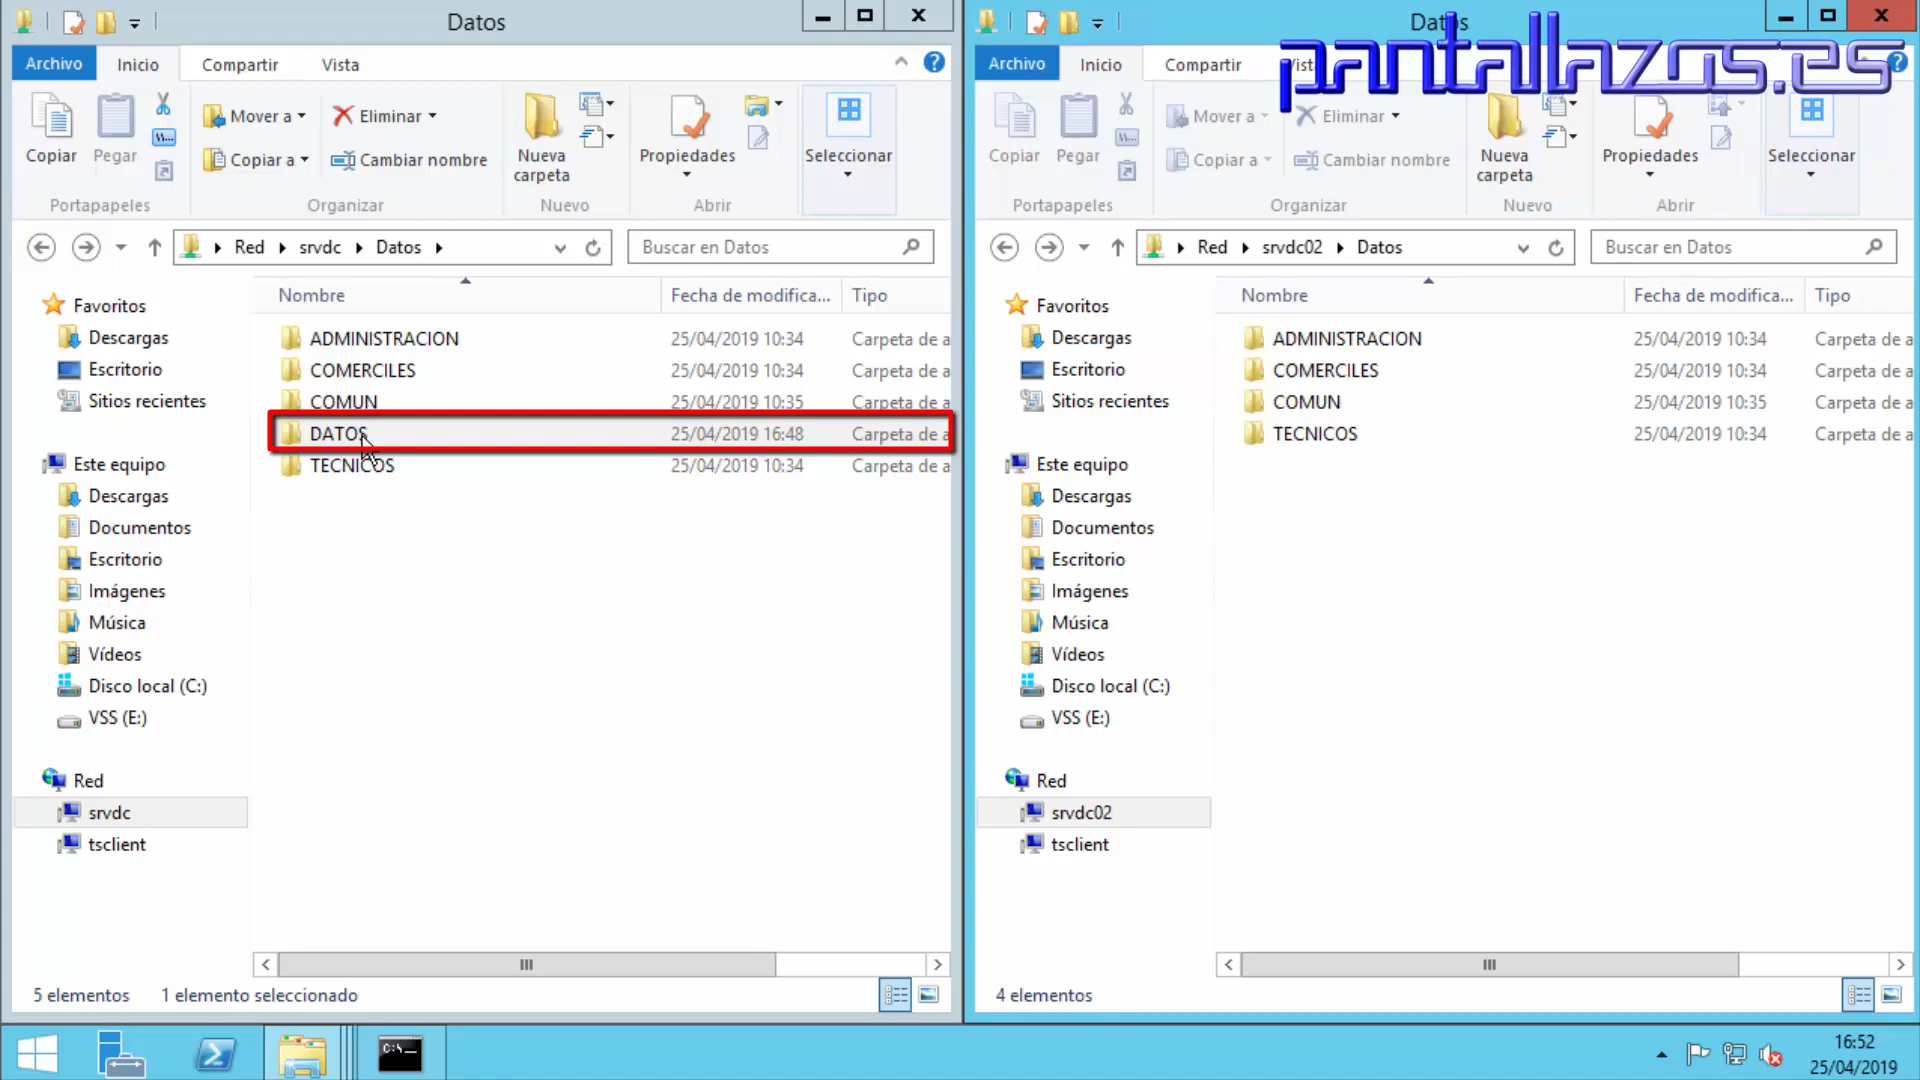 Datos
Archivo Inicio Compartir Vista
Copiar Pegar
Mover a Eliminar
Copiar a Cambiar nombre
Nueva carpeta
Propiedades
Seleccionar
Portapapeles Organizar Nuevo Abrir
Red srvdc Datos
Buscar en Datos
Favoritos
Descargas
Escritorio
Sitios recientes
Este equipo
Descargas
Documentos
Escritorio
Imágenes
Música
Vídeos
Disco local (C:)
VSS (E:)
Red
srvdc
tsclient
Nombre Fecha de modifica... Tipo
ADMINISTRACION 25/04/2019 10:34 Carpeta de a
COMERCILES 25/04/2019 10:34 Carpeta de a
COMUN 25/04/2019 10:35 Carpeta de a
DATOS 25/04/2019 16:48 Carpeta de a
TECNICOS 25/04/2019 10:34 Carpeta de a
5 elementos 1 elemento seleccionado
Datos
pantallazos.es
Archivo Inicio Compartir Vista
Copiar Pegar
Mover a Eliminar
Copiar a Cambiar nombre
Nueva carpeta
Propiedades
Seleccionar
Portapapeles Organizar Nuevo Abrir
Red srvdc02 Datos
Buscar en Datos
Favoritos
Descargas
Escritorio
Sitios recientes
Este equipo
Descargas
Documentos
Escritorio
Imágenes
Música
Vídeos
Disco local (C:)
VSS (E:)
Red
srvdc02
tsclient
Nombre Fecha de modifica... Tipo
ADMINISTRACION 25/04/2019 10:34 Carpeta de a
COMERCILES 25/04/2019 10:34 Carpeta de a
COMUN 25/04/2019 10:35 Carpeta de a
TECNICOS 25/04/2019 10:34 Carpeta de a
4 elementos
C:\
16:52
25/04/2019